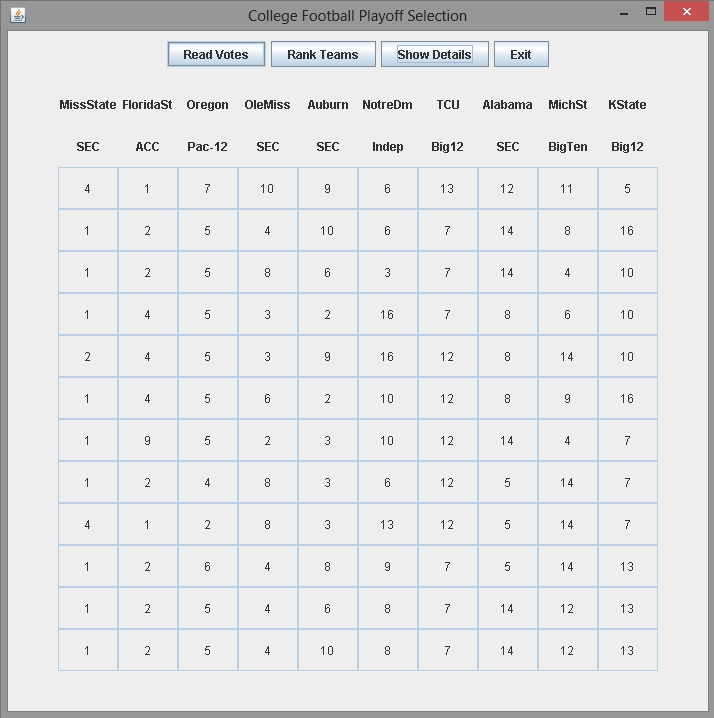 College Football Playoff Selection
Read Votes Rank Teams Show Details Exit
MissState FloridaSt Oregon OleMiss Auburn NotreDm TCU Alabama MichSt KState
SEC ACC Pac-12 SEC SEC Indep Big12 SEC BigTen Big12
4 1 7 10 9 6 13 12 11 5
1 2 5 4 10 6 7 14 8 16
1 2 5 8 6 3 7 14 4 10
1 4 5 3 2 16 7 8 6 10
2 4 5 3 9 16 12 8 14 10
1 4 5 6 2 10 12 8 9 16
1 9 5 2 3 10 12 14 4 7
1 2 4 8 3 6 12 5 14 7
4 1 2 8 3 13 12 5 14 7
1 2 6 4 8 9 7 5 14 13
1 2 5 4 6 8 7 14 12 13
1 2 5 4 10 8 7 14 12 13